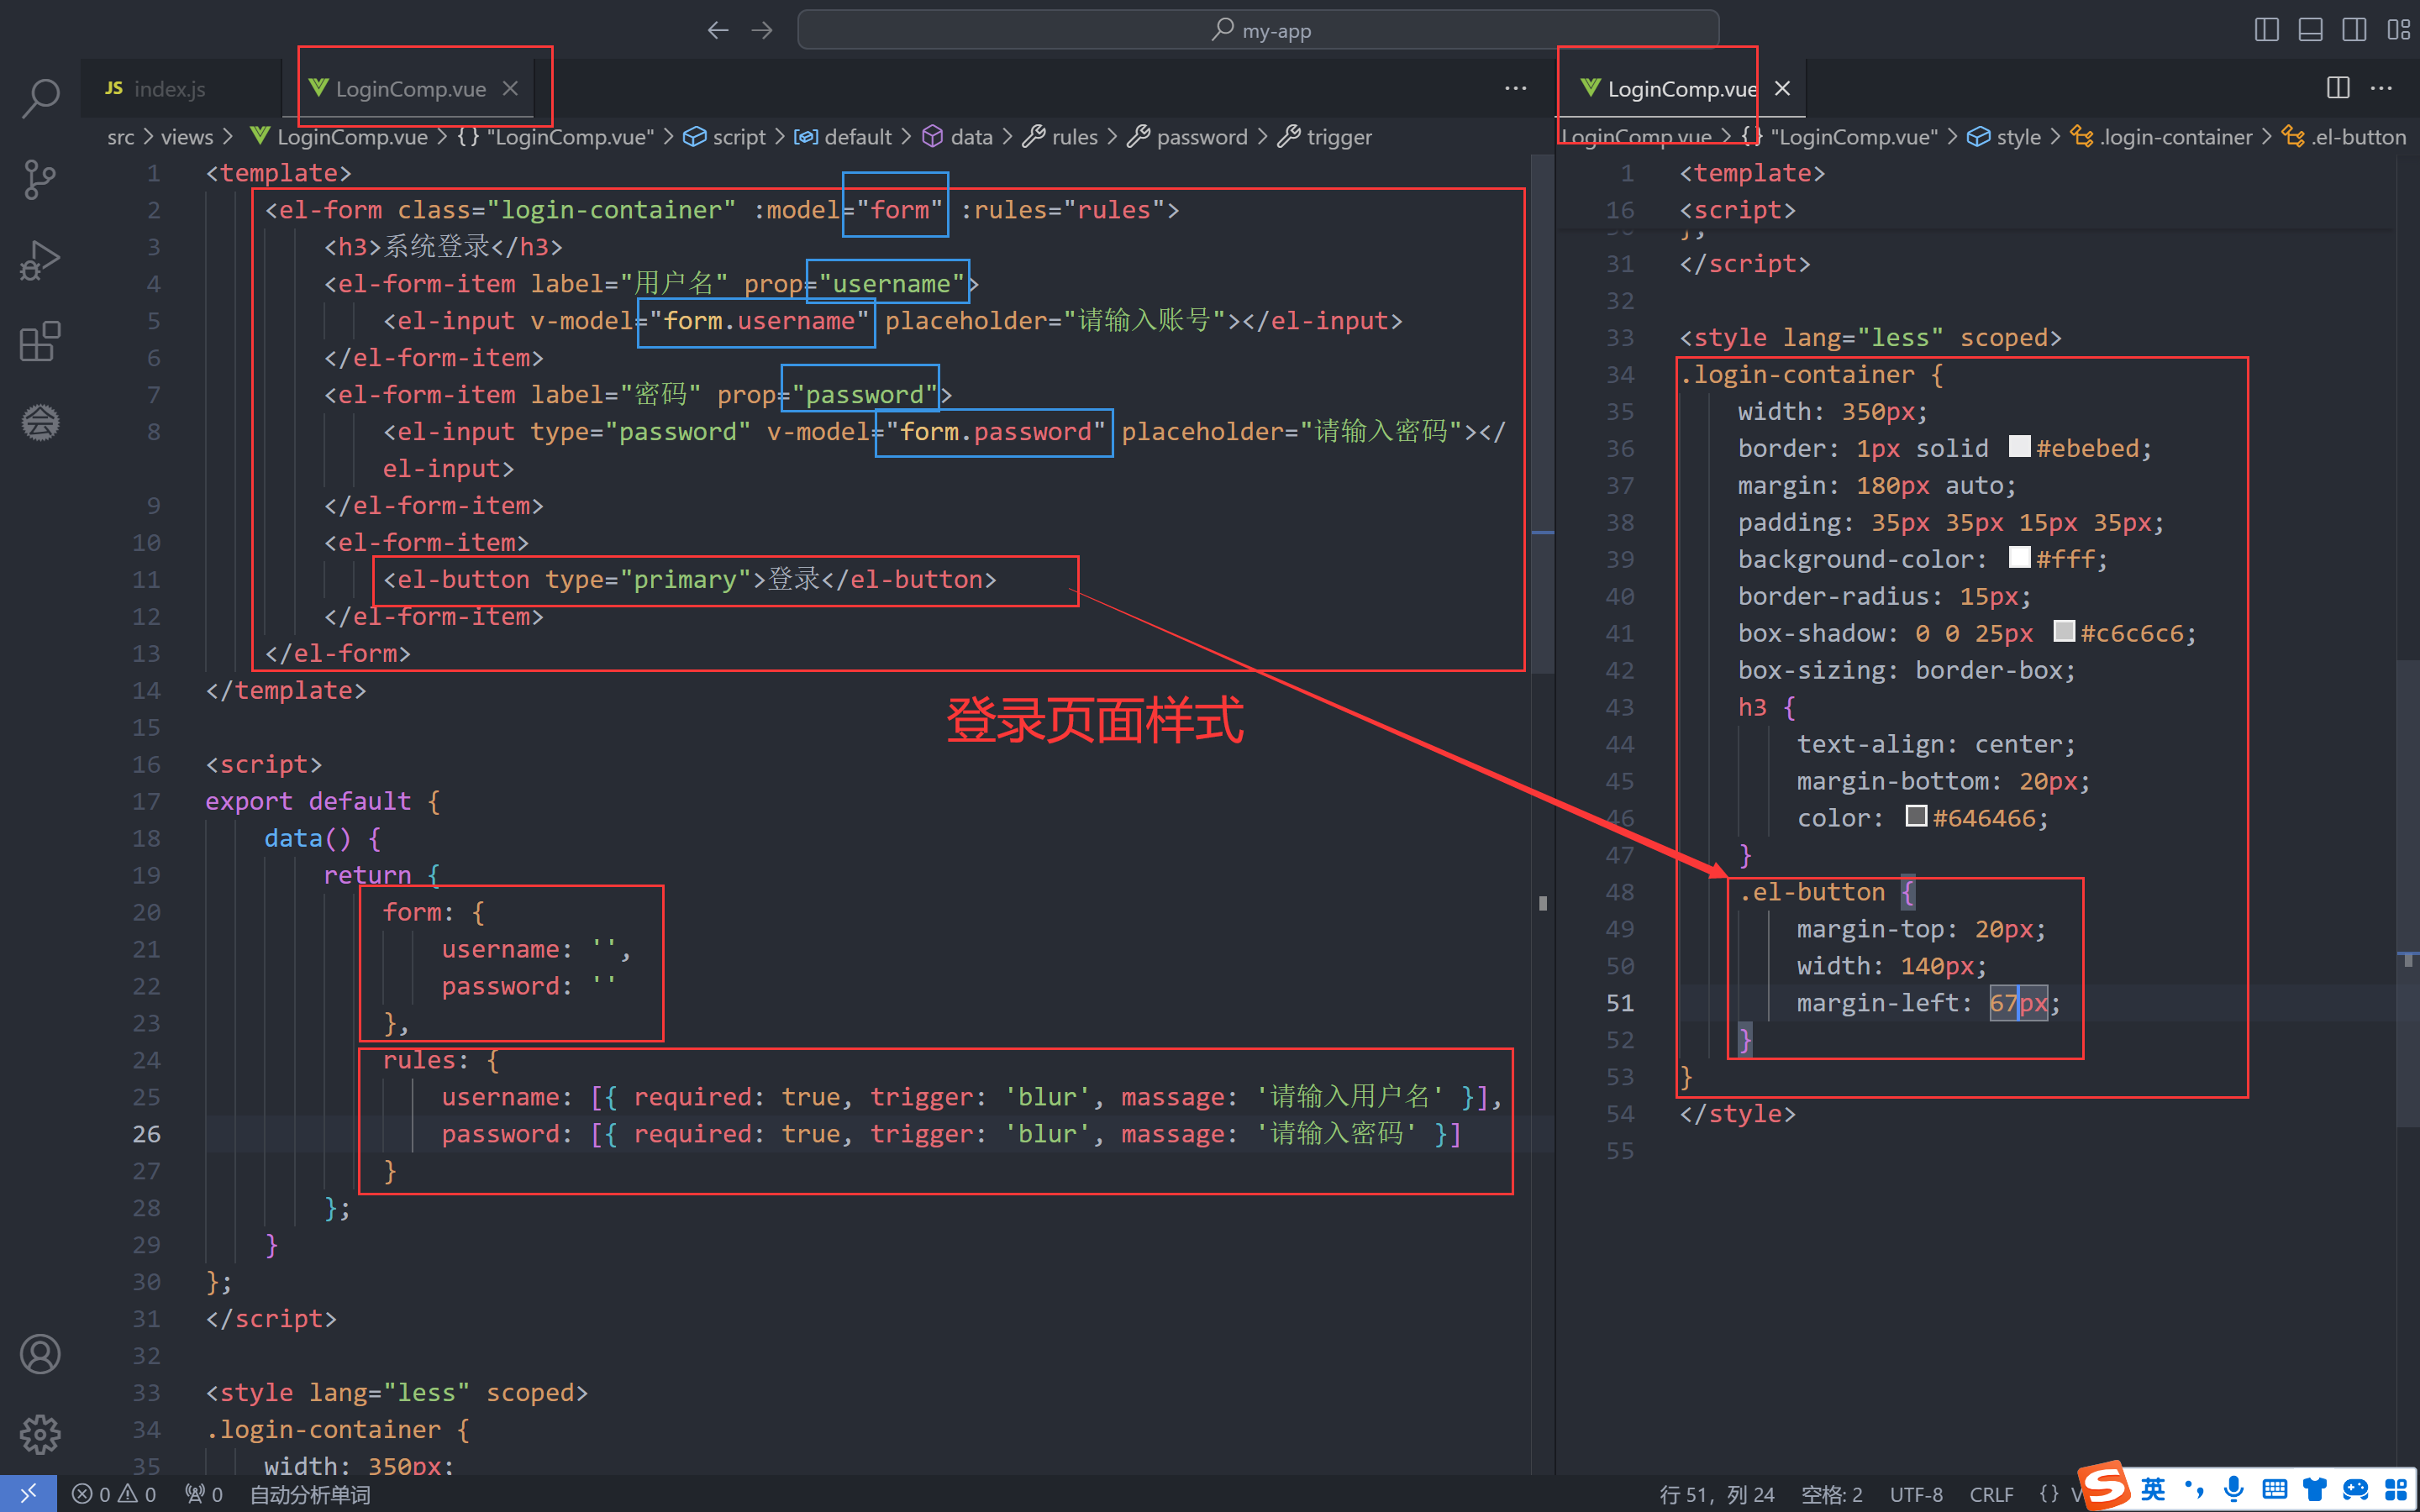 my-app
JS index.js
LoginComp.vue
src > views > LoginComp.vue > {} "LoginComp.vue" > script > default > data > rules > password > trigger
1 <template>
2 <el-form class="login-container" :model="form" :rules="rules">
3 <h3>系统登录</h3>
4 <el-form-item label="用户名" prop="username">
5 <el-input v-model="form.username" placeholder="请输入账号"></el-input>
6 </el-form-item>
7 <el-form-item label="密码" prop="password">
8 <el-input type="password" v-model="form.password" placeholder="请输入密码"></
el-input>
9 </el-form-item>
10 <el-form-item>
11 <el-button type="primary">登录</el-button>
12 </el-form-item>
13 </el-form>
14 </template>
15
16 <script>
17 export default {
18 data() {
19 return {
20 form: {
21 username: '',
22 password: ''
23 },
24 rules: {
25 username: [{ required: true, trigger: 'blur', massage: '请输入用户名' }],
26 password: [{ required: true, trigger: 'blur', massage: '请输入密码' }]
27 }
28 };
29 }
30 };
31 </script>
32
33 <style lang="less" scoped>
34 .login-container {
35 width: 350px;
登录页面样式
LoginComp.vue
LoginComp.vue > {} "LoginComp.vue" > style > .login-container > .el-button
1 <template>
16 <script>
30 };
31 </script>
32
33 <style lang="less" scoped>
34 .login-container {
35 width: 350px;
36 border: 1px solid #ebebed;
37 margin: 180px auto;
38 padding: 35px 35px 15px 35px;
39 background-color: #fff;
40 border-radius: 15px;
41 box-shadow: 0 0 25px #c6c6c6;
42 box-sizing: border-box;
43 h3 {
44 text-align: center;
45 margin-bottom: 20px;
46 color: #646466;
47 }
48 .el-button {
49 margin-top: 20px;
50 width: 140px;
51 margin-left: 67px;
52 }
53 }
54 </style>
55
0 0 0 自动分析单词
行 51，列 24 空格: 2 UTF-8 CRLF {} V
英